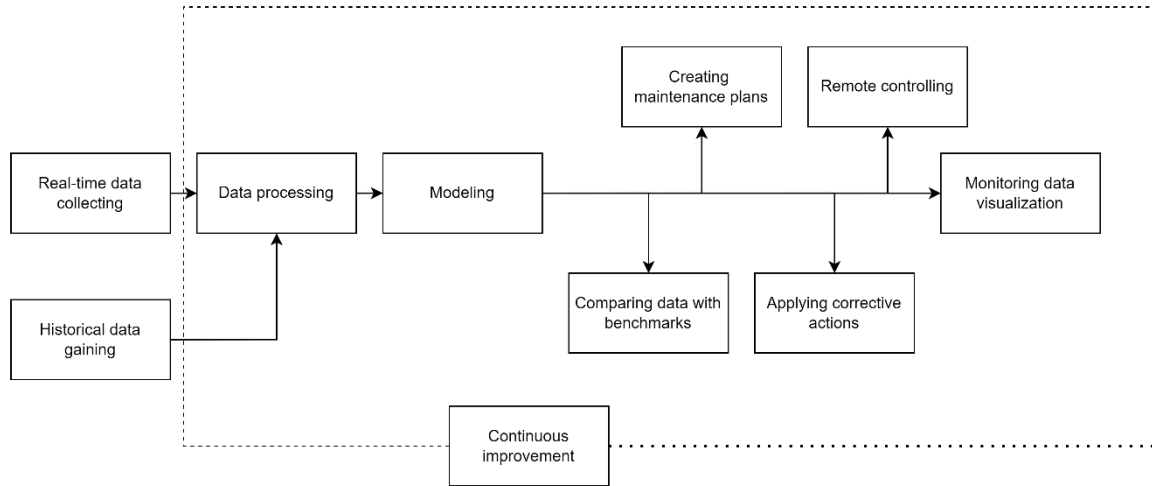 Creating
maintenance plans
Remote controlling
Real-time data
collecting
Data processing
Modeling
Monitoring data
visualization
Historical data
gaining
Comparing data with
benchmarks
Applying corrective
actions
Continuous
improvement